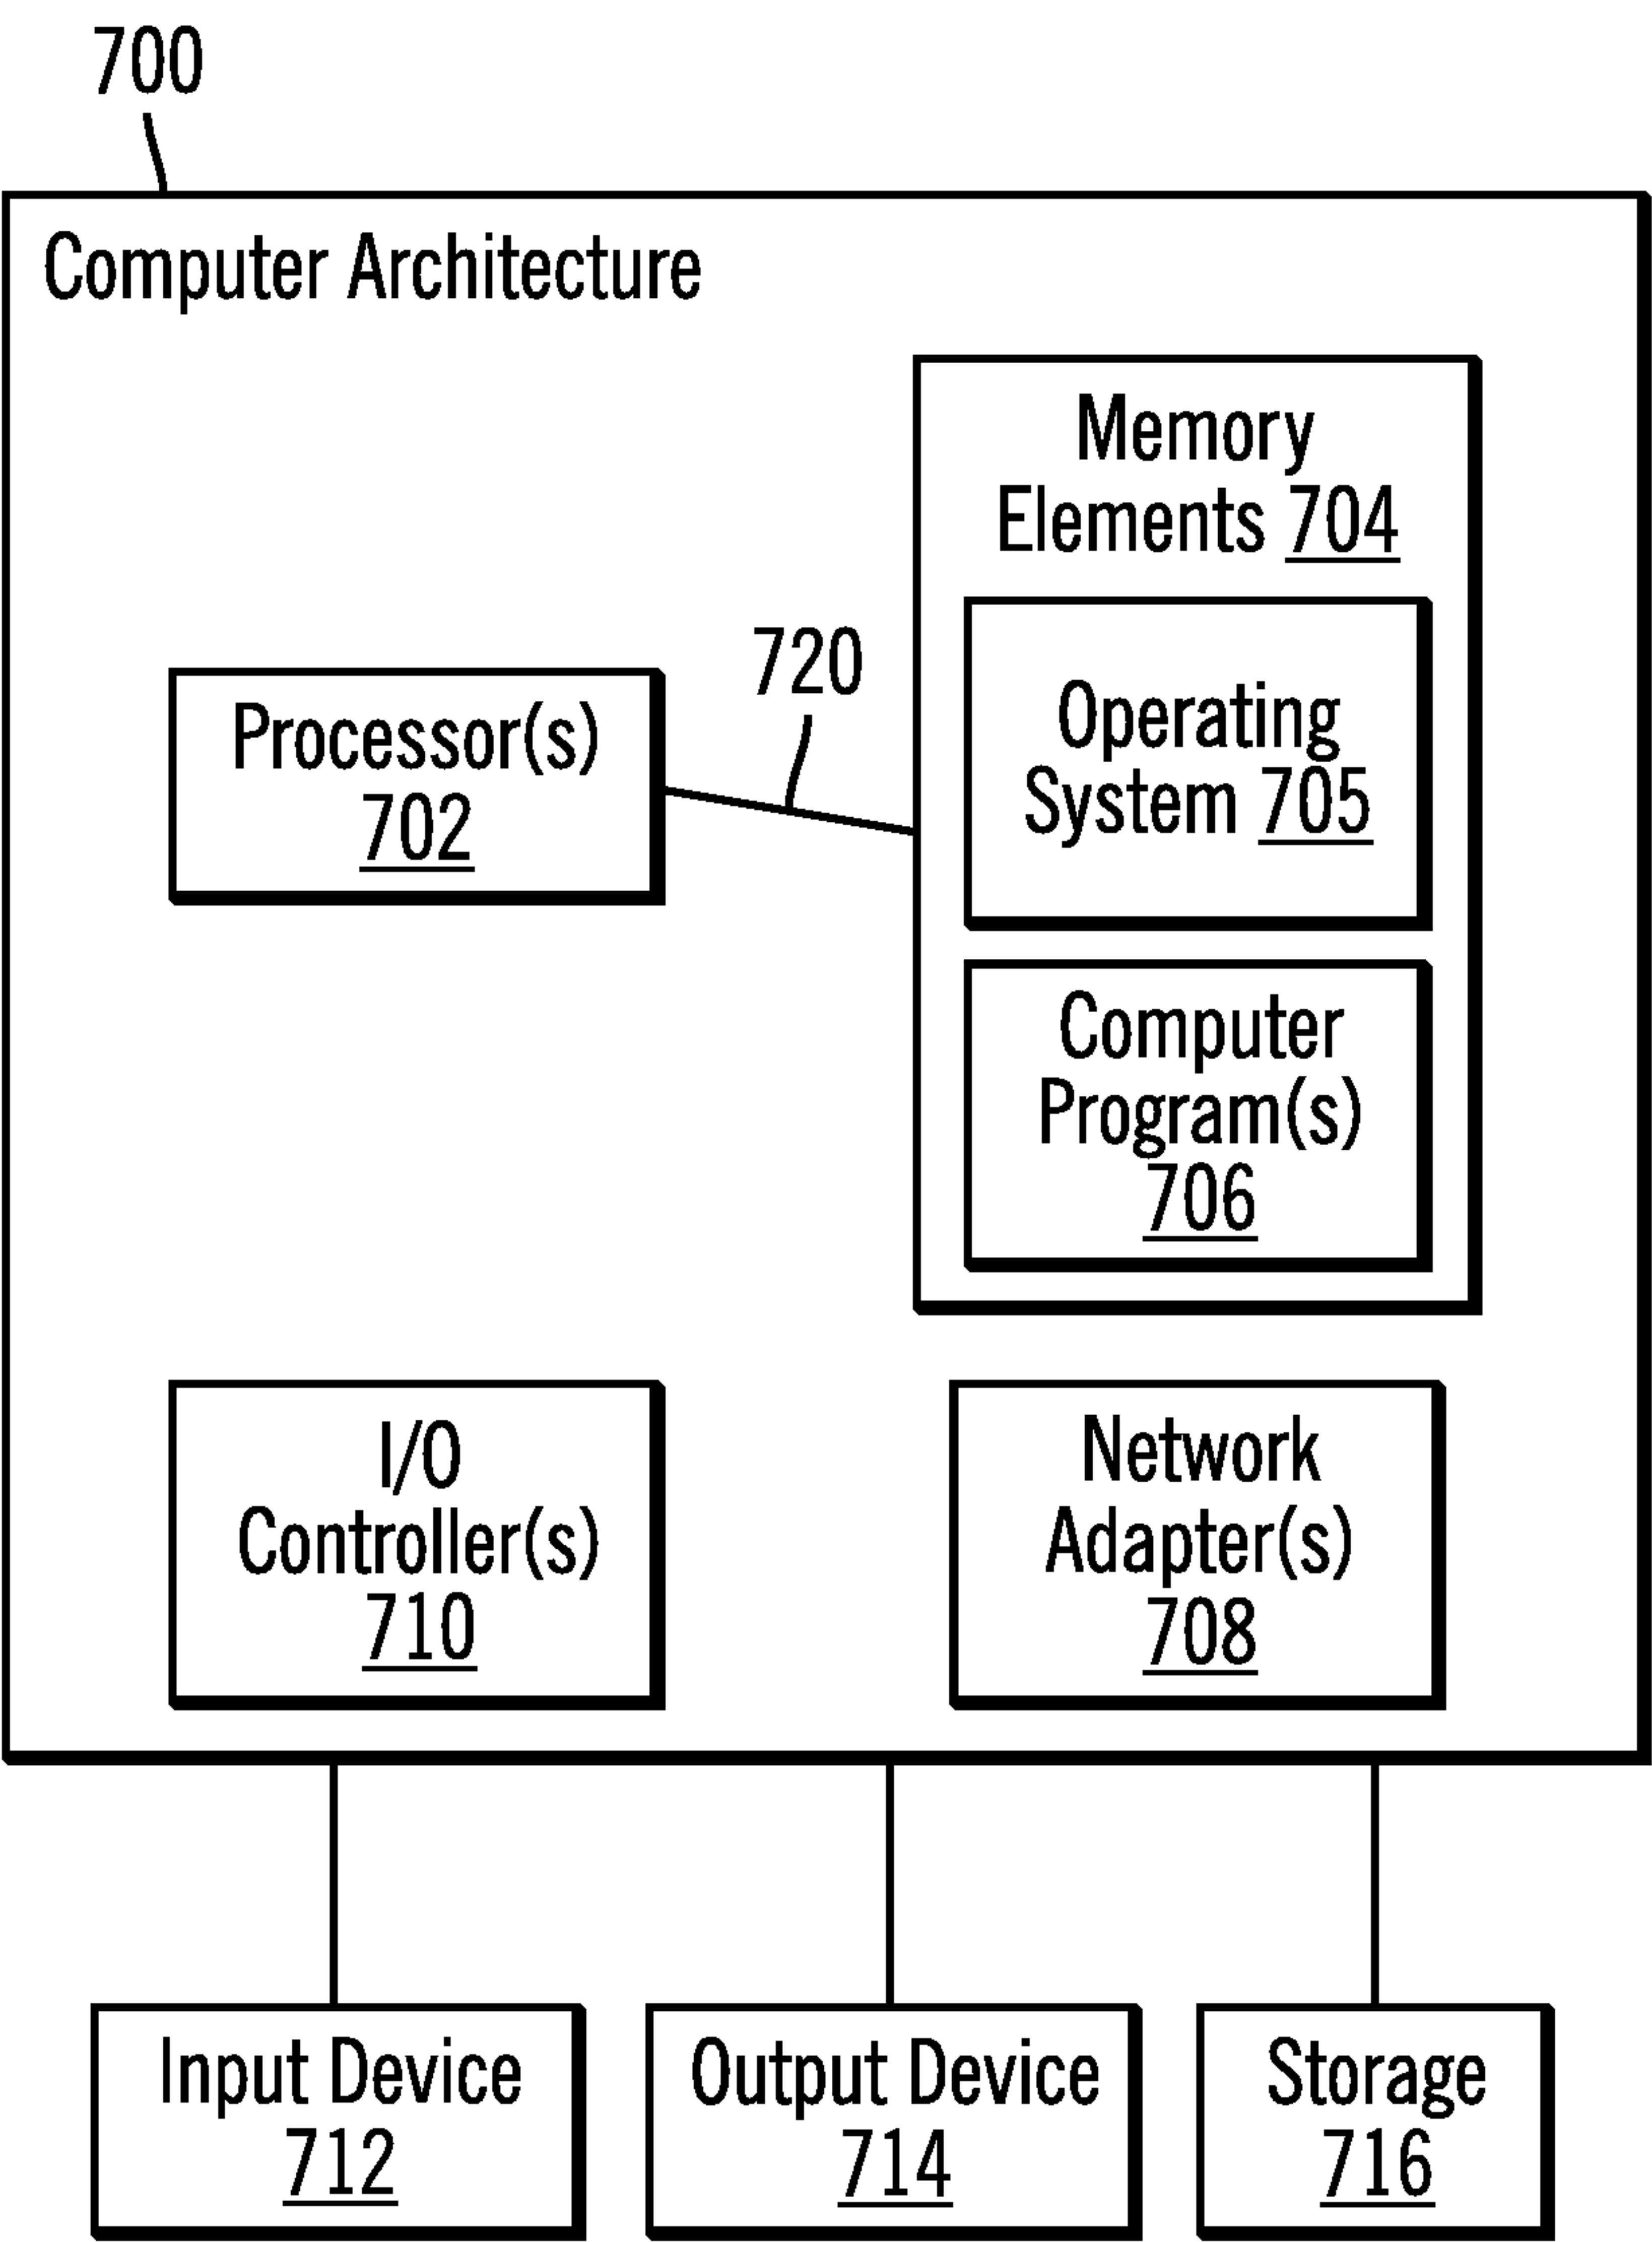 700
Computer Architecture
Memory
Elements 704
720
Processor(s)
702
Operating
System 705
Computer
Program(s)
706
I/O
Controller(s)
710
Network
Adapter(s)
708
Input Device
712
Output Device
714
Storage
716